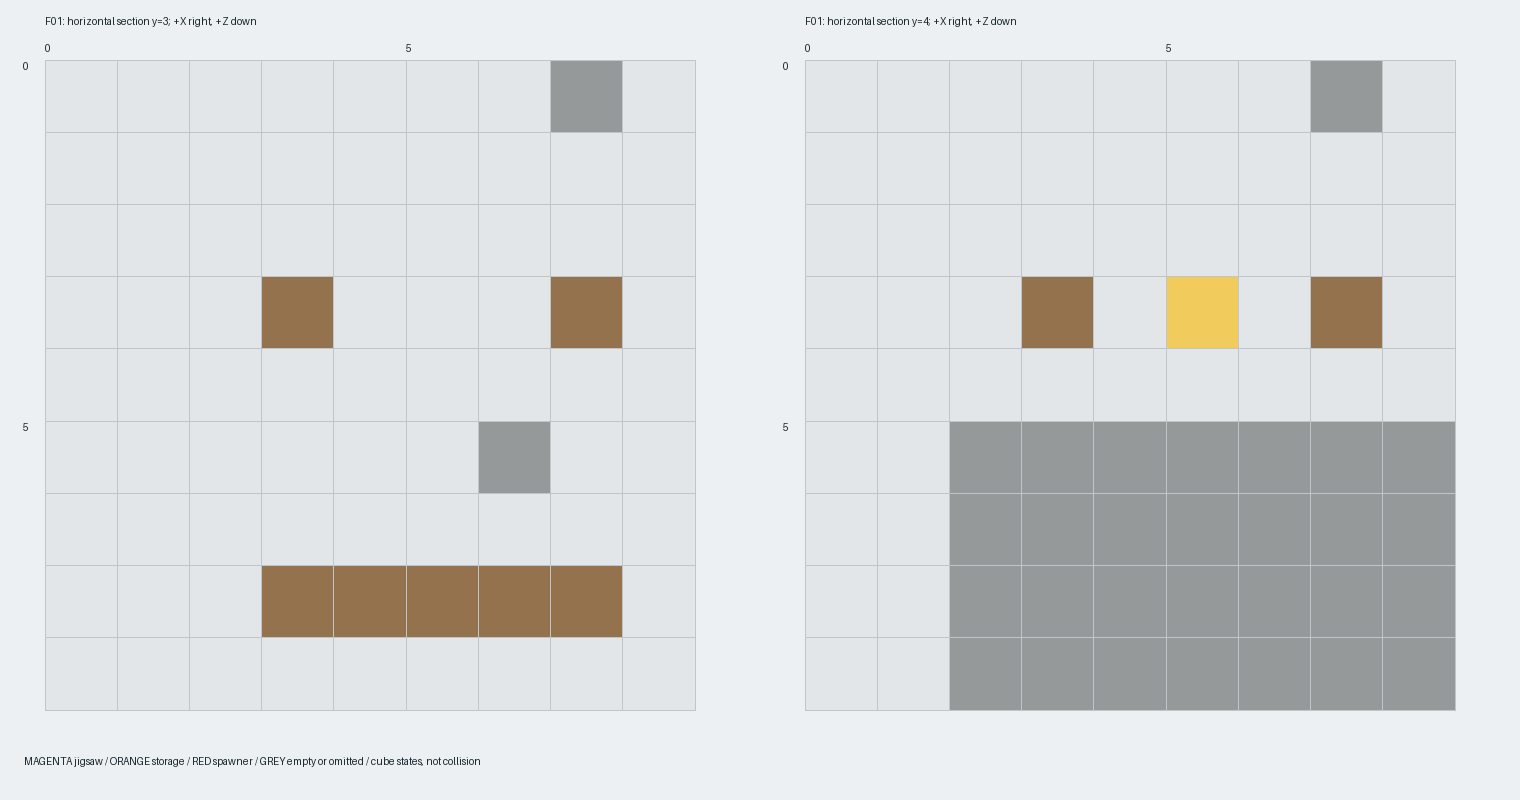 F01: horizontal section y=3; +X right, +Z down
0 5
0
5
F01: horizontal section y=4; +X right, +Z down
0 5
0
5
MAGENTA jigsaw / ORANGE storage / RED spawner / GREY empty or omitted / cube states, not collision